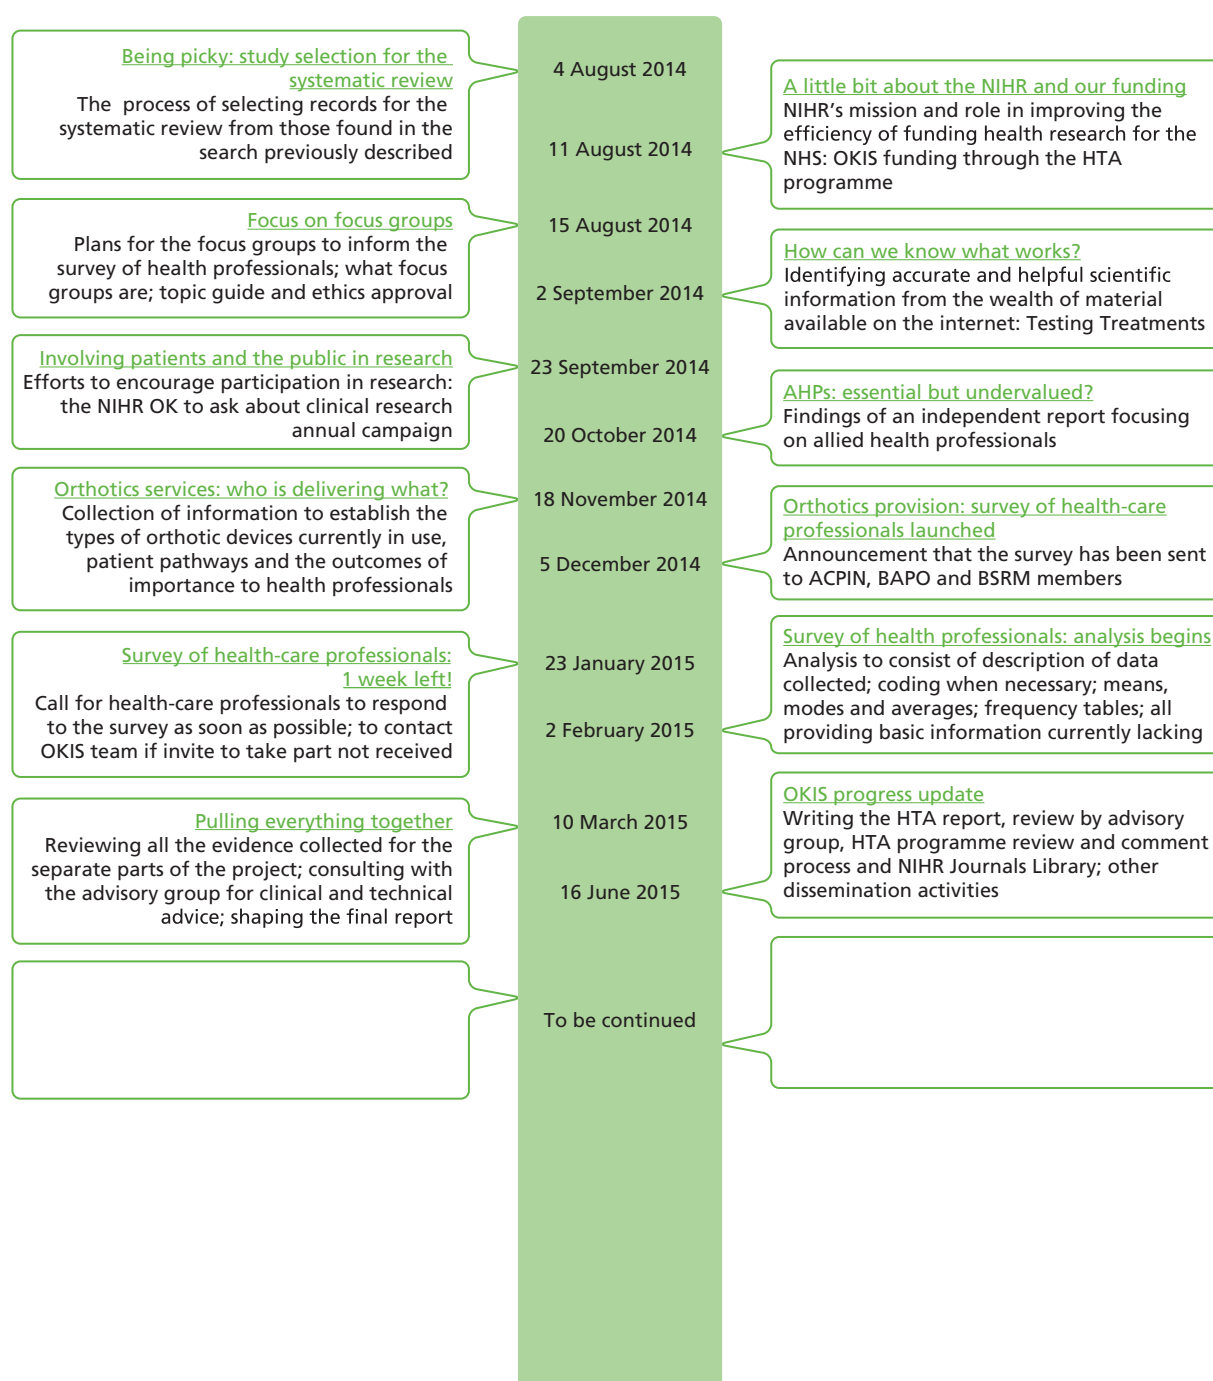 Being picky: study selection for the
systematic review
The process of selecting records for the
systematic review from those found in the
search previously described
4 August 2014
A little bit about the NIHR and our funding
NIHR's mission and role in improving the
efficiency of funding health research for the
NHS: OKIS funding through the HTA
programme
11 August 2014
Focus on focus groups
Plans for the focus groups to inform the
survey of health professionals; what focus
groups are; topic guide and ethics approval
15 August 2014
How can we know what works?
Identifying accurate and helpful scientific
information from the wealth of material
available on the internet: Testing Treatments
2 September 2014
Involving patients and the public in research
Efforts to encourage participation in research:
the NIHR OK to ask about clinical research
annual campaign
23 September 2014
AHPs: essential but undervalued?
Findings of an independent report focusing
on allied health professionals
20 October 2014
Orthotics services: who is delivering what?
Collection of information to establish the
types of orthotic devices currently in use,
patient pathways and the outcomes of
importance to health professionals
18 November 2014
Orthotics provision: survey of health-care
professionals launched
Announcement that the survey has been sent
to ACPIN, BAPO and BSRM members
5 December 2014
Survey of health-care professionals:
1 week left!
Call for health-care professionals to respond
to the survey as soon as possible; to contact
OKIS team if invite to take part not received
23 January 2015
Survey of health professionals: analysis begins
Analysis to consist of description of data
collected; coding when necessary; means,
modes and averages; frequency tables; all
providing basic information currently lacking
2 February 2015
Pulling everything together
Reviewing all the evidence collected for the
separate parts of the project; consulting with
the advisory group for clinical and technical
advice; shaping the final report
10 March 2015
OKIS progress update
Writing the HTA report, review by advisory
group, HTA programme review and comment
process and NIHR Journals Library; other
dissemination activities
16 June 2015
To be continued